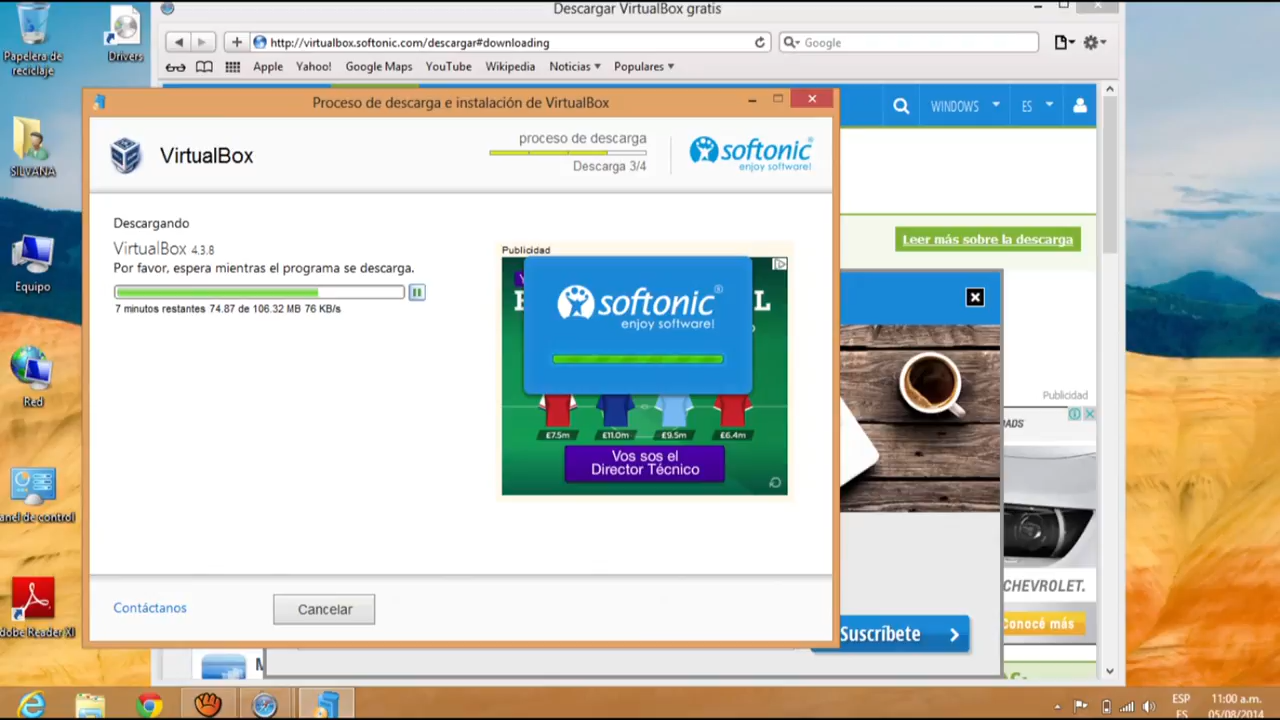 Papelera de
reciclaje
Drivers
SILVANA
Equipo
Red
anel de control
dobe Reader XI
Descargar VirtualBox gratis
http://virtualbox.softonic.com/descargar#downloading
Google
Apple Yahoo! Google Maps YouTube Wikipedia Noticias Populares
WINDOWS ES
Proceso de descarga e instalación de VirtualBox
VirtualBox
proceso de descarga
Descarga 3/4
softonic
enjoy software!
Leer más sobre la descarga
Descargando
VirtualBox 4.3.8
Por favor, espera mientras el programa se descarga.
7 minutos restantes 74.87 de 106.32 MB 76 KB/s
Publicidad
softonic
enjoy software!
£7.5m £11.0m £9.5m £6.4m
Vos sos el
Director Técnico
Publicidad
CHEVROLET.
Conocé más
Suscríbete
Contáctanos
Cancelar
ESP
ES
11:00 a.m.
05/08/2014